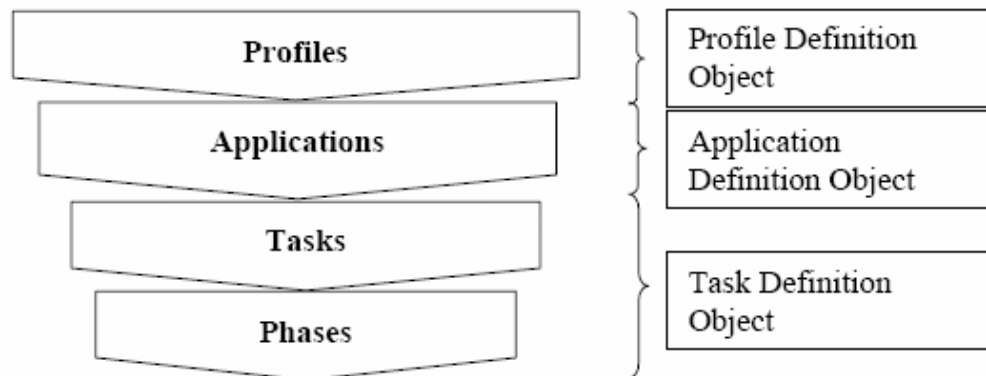 Profiles
Profile Definition
Object
Applications
Application
Definition Object
Tasks
Task Definition
Object
Phases